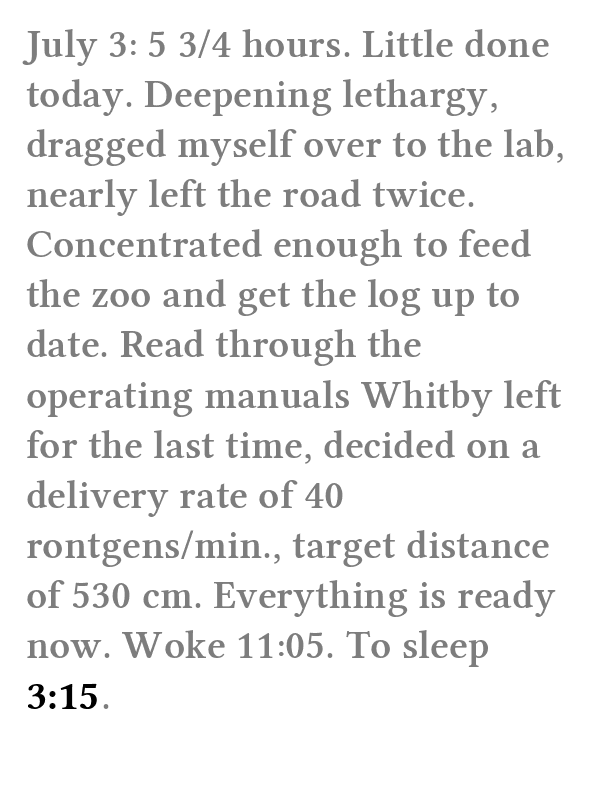 July 3: 5 3/4 hours. Little done
today. Deepening lethargy,
dragged myself over to the lab,
nearly left the road twice.
Concentrated enough to feed
the zoo and get the log up to
date. Read through the
operating manuals Whitby left
for the last time, decided on a
delivery rate of 40
rontgens/min., target distance
of 530 cm. Everything is ready
now. Woke 11:05. To sleep
3:15.